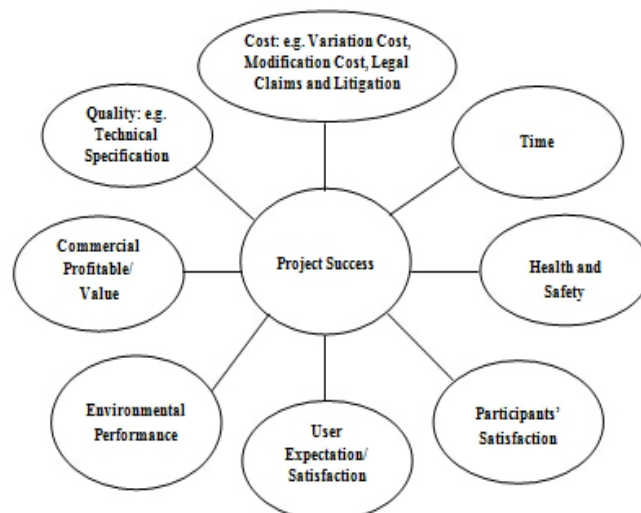 Cost: e.g. Variation Cost,
Modification Cost, Legal
Claims and Litigation
Quality: e.g.
Technical
Specification
Time
Commercial
Profitable/
Value
Project Success
Health and
Safety
Environmental
Performance
User
Expectation/
Satisfaction
Participants’
Satisfaction